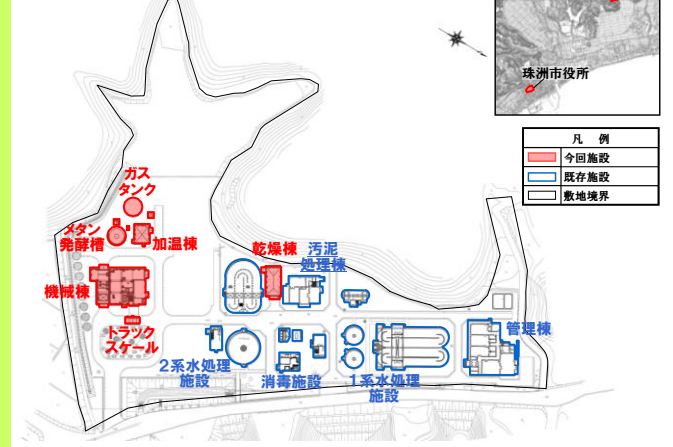 珠洲市役所
凡 例
今回施設
既存施設
敷地境界
ガス
タンク
メタン
発酵槽
加温棟
機械棟
トラック
スケール
乾燥棟
汚泥
処理棟
2系水処理
施設
消毒施設
1系水処理
施設
管理棟